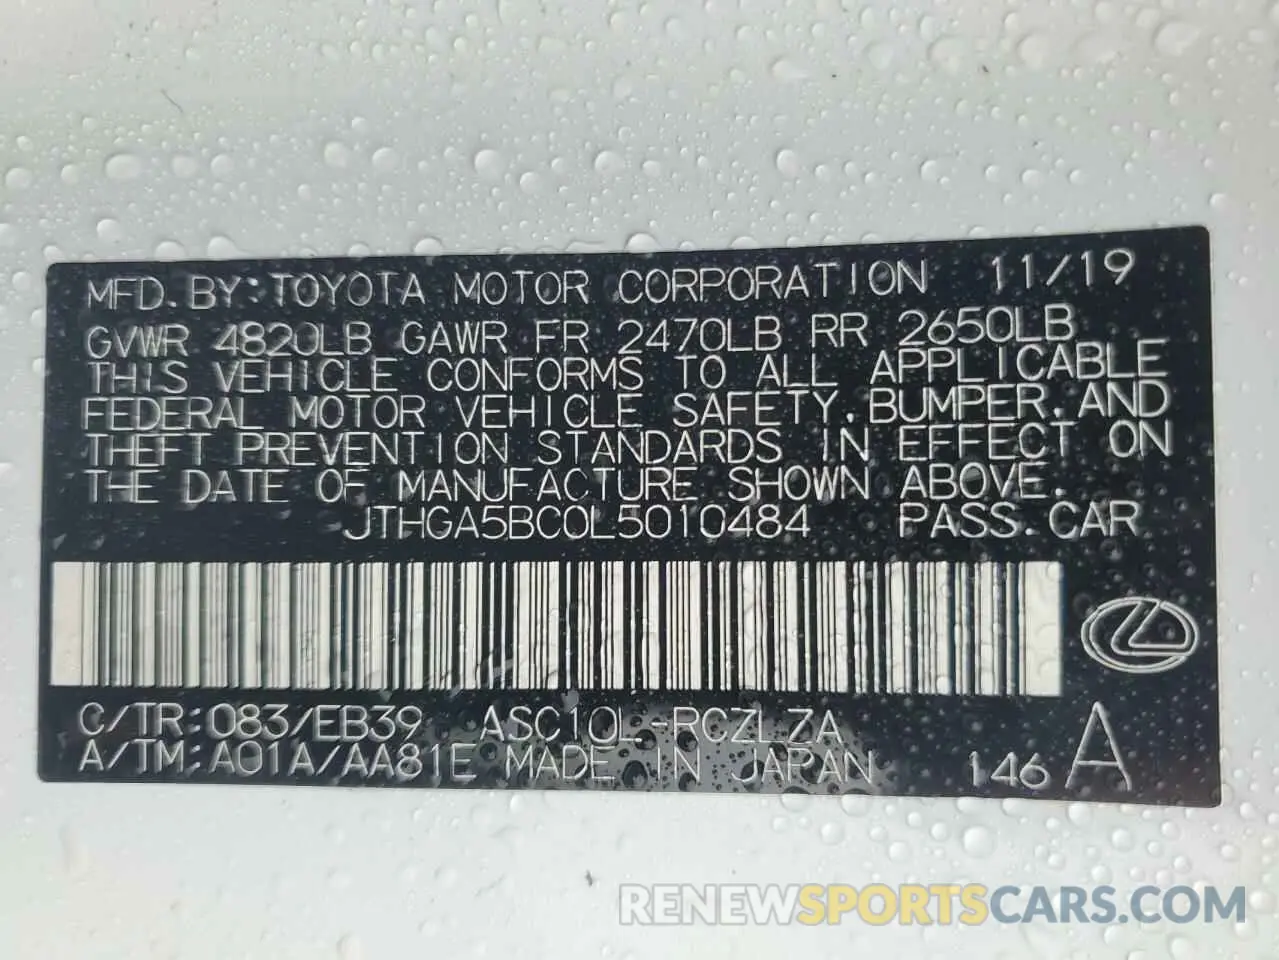 MFD. BY: TOYOTA MOTOR CORPORATION 11/19
GVWR 4820LB GAWR FR 2470LB RR 2650LB
THIS VEHICLE CONFORMS TO ALL APPLICABLE
FEDERAL MOTOR VEHICLE SAFETY, BUMPER, AND
THEFT PREVENTION STANDARDS IN EFFECT ON
THE DATE OF MANUFACTURE SHOWN ABOVE.
JTHGA5BC0L5010484 PASS. CAR
C/TR: 083/EB39 ASC10L-RCZLZA
A/TM: A01A/AA81E MADE IN JAPAN 146 A
RENEWSPORTSCARS.COM